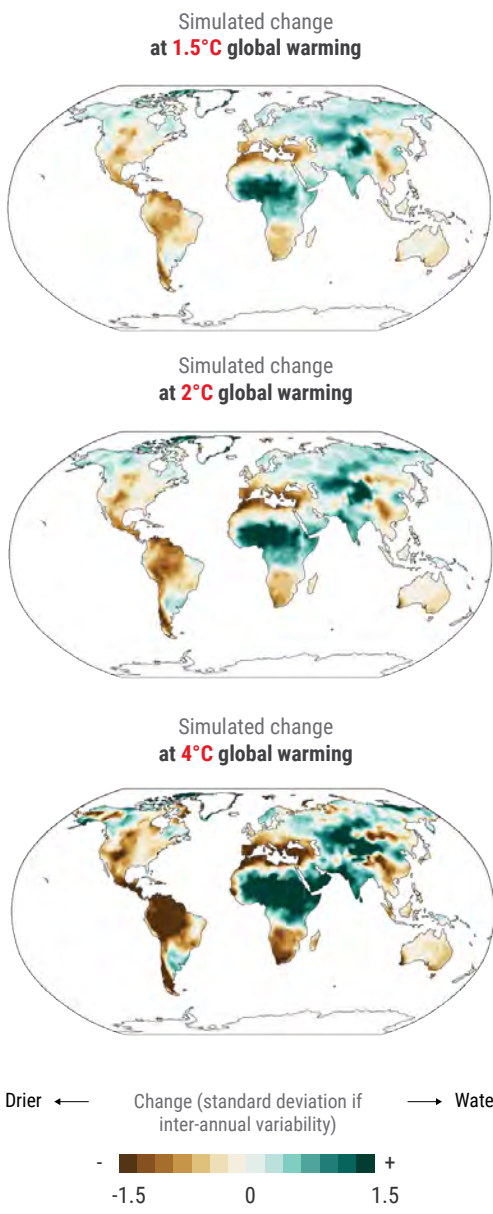 Simulated change
at 1.5°C global warming
Simulated change
at 2°C global warming
Simulated change
at 4°C global warming
Drier ← Change (standard deviation if → Wate
inter-annual variability)
- +
-1.5 0 1.5